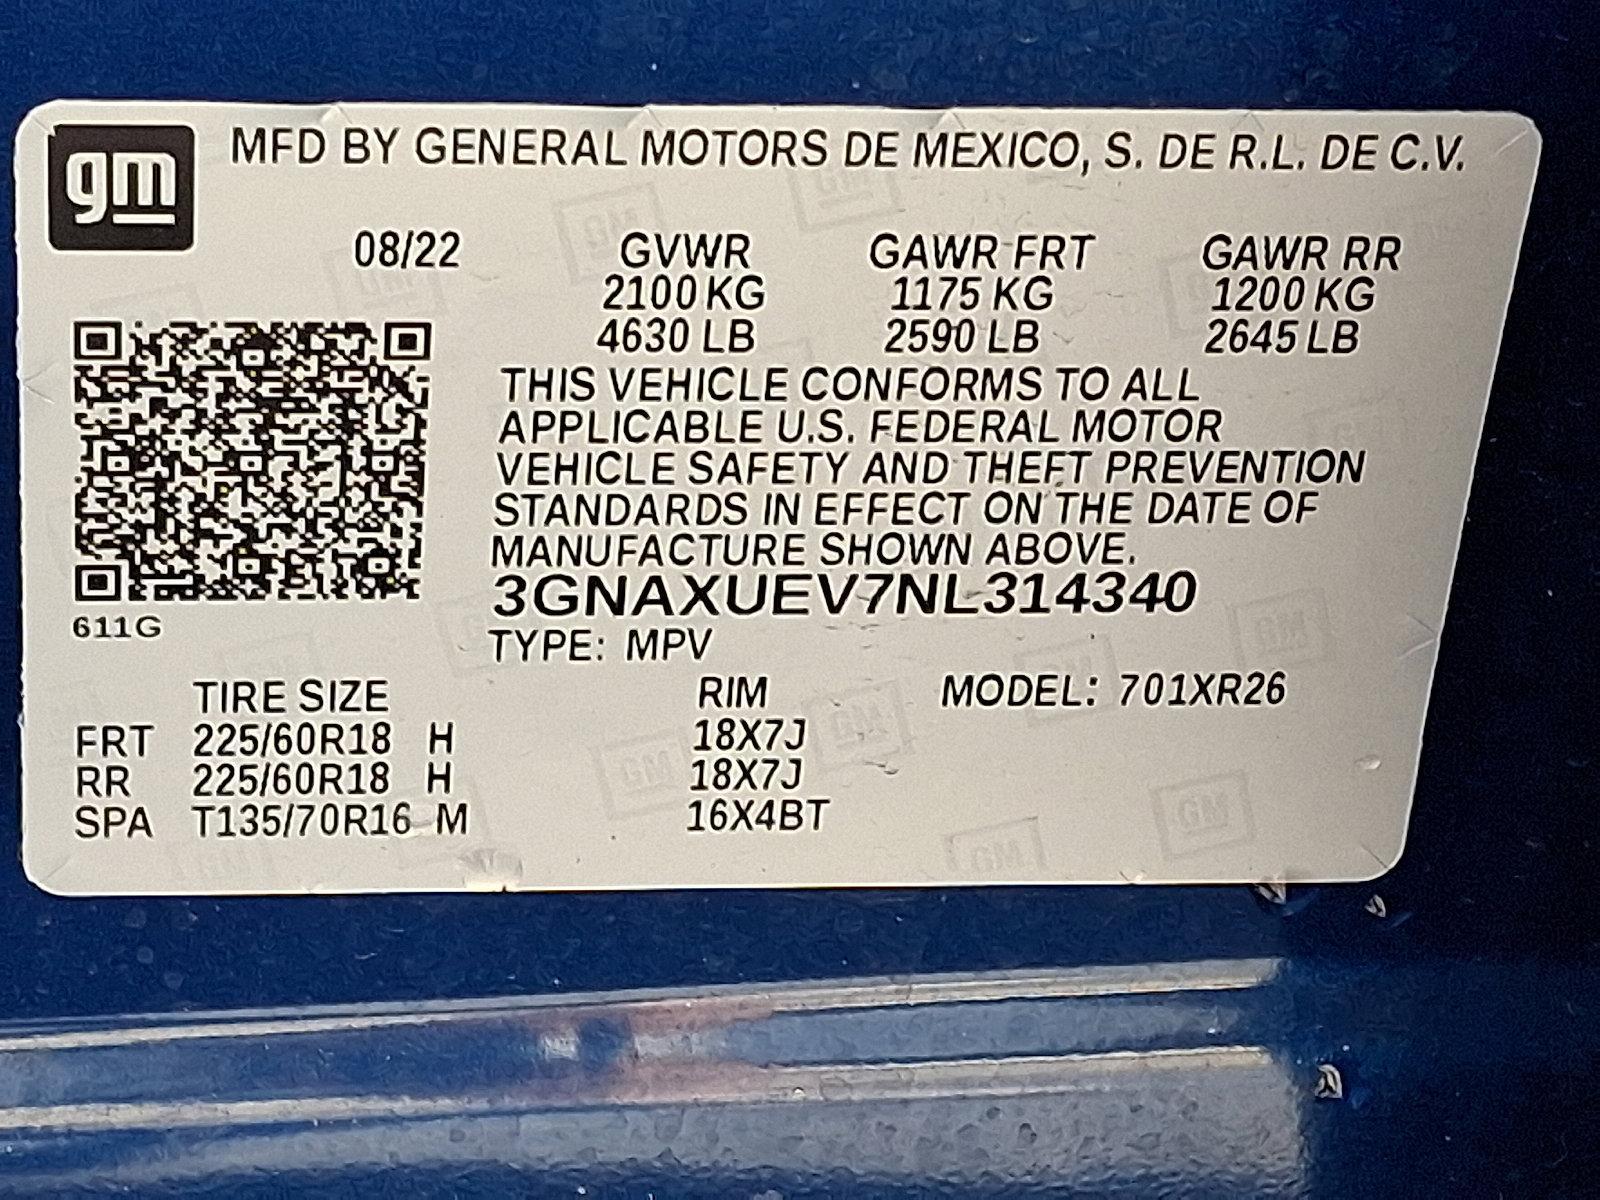 gm
MFD BY GENERAL MOTORS DE MEXICO, S. DE R.L. DE C.V.
08/22 GVWR GAWR FRT GAWR RR
2100 KG 1175 KG 1200 KG
4630 LB 2590 LB 2645 LB
THIS VEHICLE CONFORMS TO ALL
APPLICABLE U.S. FEDERAL MOTOR
VEHICLE SAFETY AND THEFT PREVENTION
STANDARDS IN EFFECT ON THE DATE OF
MANUFACTURE SHOWN ABOVE.
3GNAXUEV7NL314340
611G
TYPE: MPV
TIRE SIZE RIM MODEL: 701XR26
FRT 225/60R18 H 18X7J
RR 225/60R18 H 18X7J
SPA T135/70R16 M 16X4BT